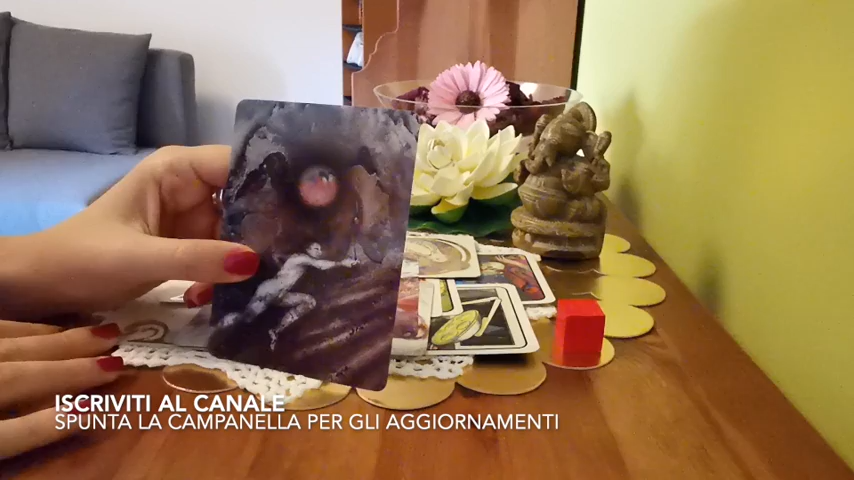 ISCRIVITI AL CANALE
SPUNTA LA CAMPANELLA PER GLI AGGIORNAMENTI